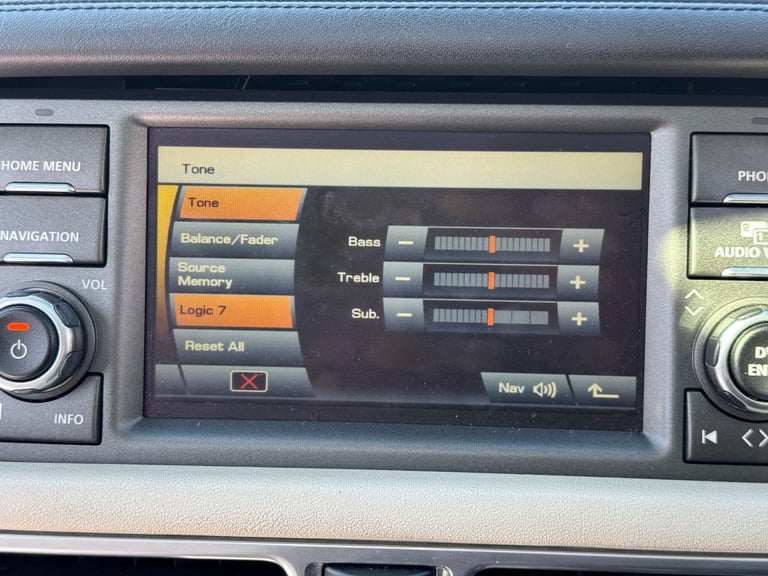 HOME MENU
NAVIGATION
VOL
INFO
Tone
Tone
Balance/Fader
Source
Memory
Logic 7
Reset All
Bass
Treble
Sub.
Nav
AUDIO